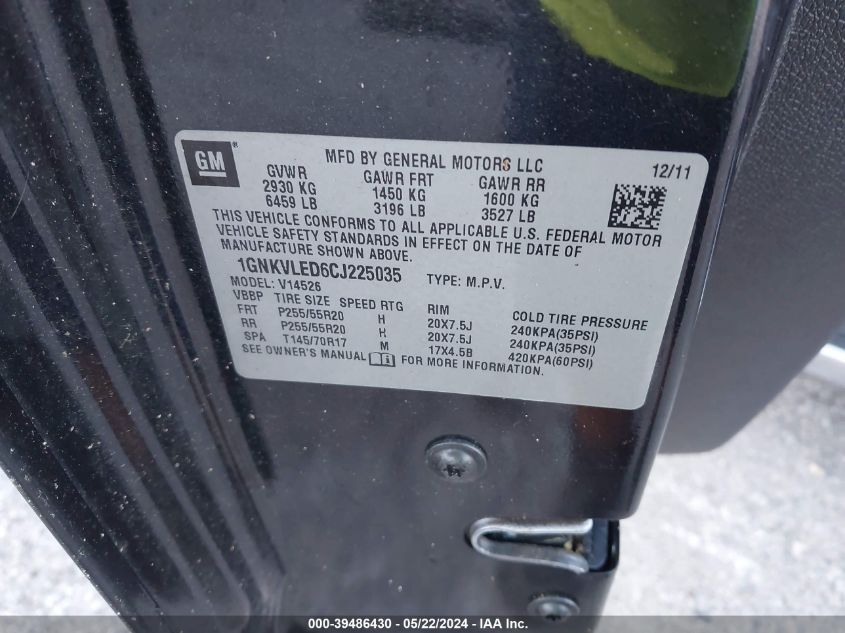 GM ®
MFD BY GENERAL MOTORS LLC 12/11
GVWR GAWR FRT GAWR RR
2930 KG 1450 KG 1600 KG
6459 LB 3196 LB 3527 LB
THIS VEHICLE CONFORMS TO ALL APPLICABLE U.S. FEDERAL MOTOR
VEHICLE SAFETY STANDARDS IN EFFECT ON THE DATE OF
MANUFACTURE SHOWN ABOVE.
1GNKVLED6CJ225035 TYPE: M.P.V.
MODEL: V14526
VBBP TIRE SIZE SPEED RTG RIM COLD TIRE PRESSURE
FRT P255/55R20 H 20X7.5J 240KPA(35PSI)
RR P255/55R20 H 20X7.5J 240KPA(35PSI)
SPA T145/70R17 M 17X4.5B 420KPA(60PSI)
SEE OWNER'S MANUAL i FOR MORE INFORMATION.
000-39486430 - 05/22/2024 - IAA Inc.